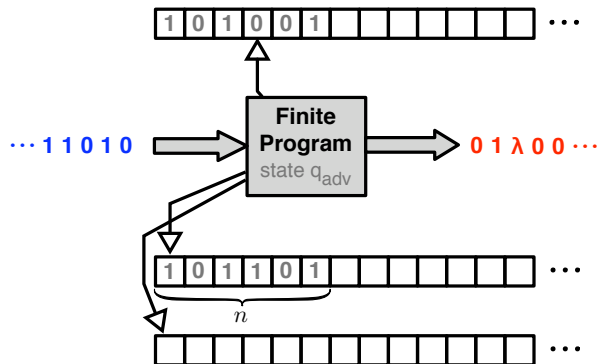 1 0 1 0 0 1 ···
Finite
Program
state q_adv
··· 1 1 0 1 0
0 1 λ 0 0 ···
1 0 1 1 0 1 ···
n
···